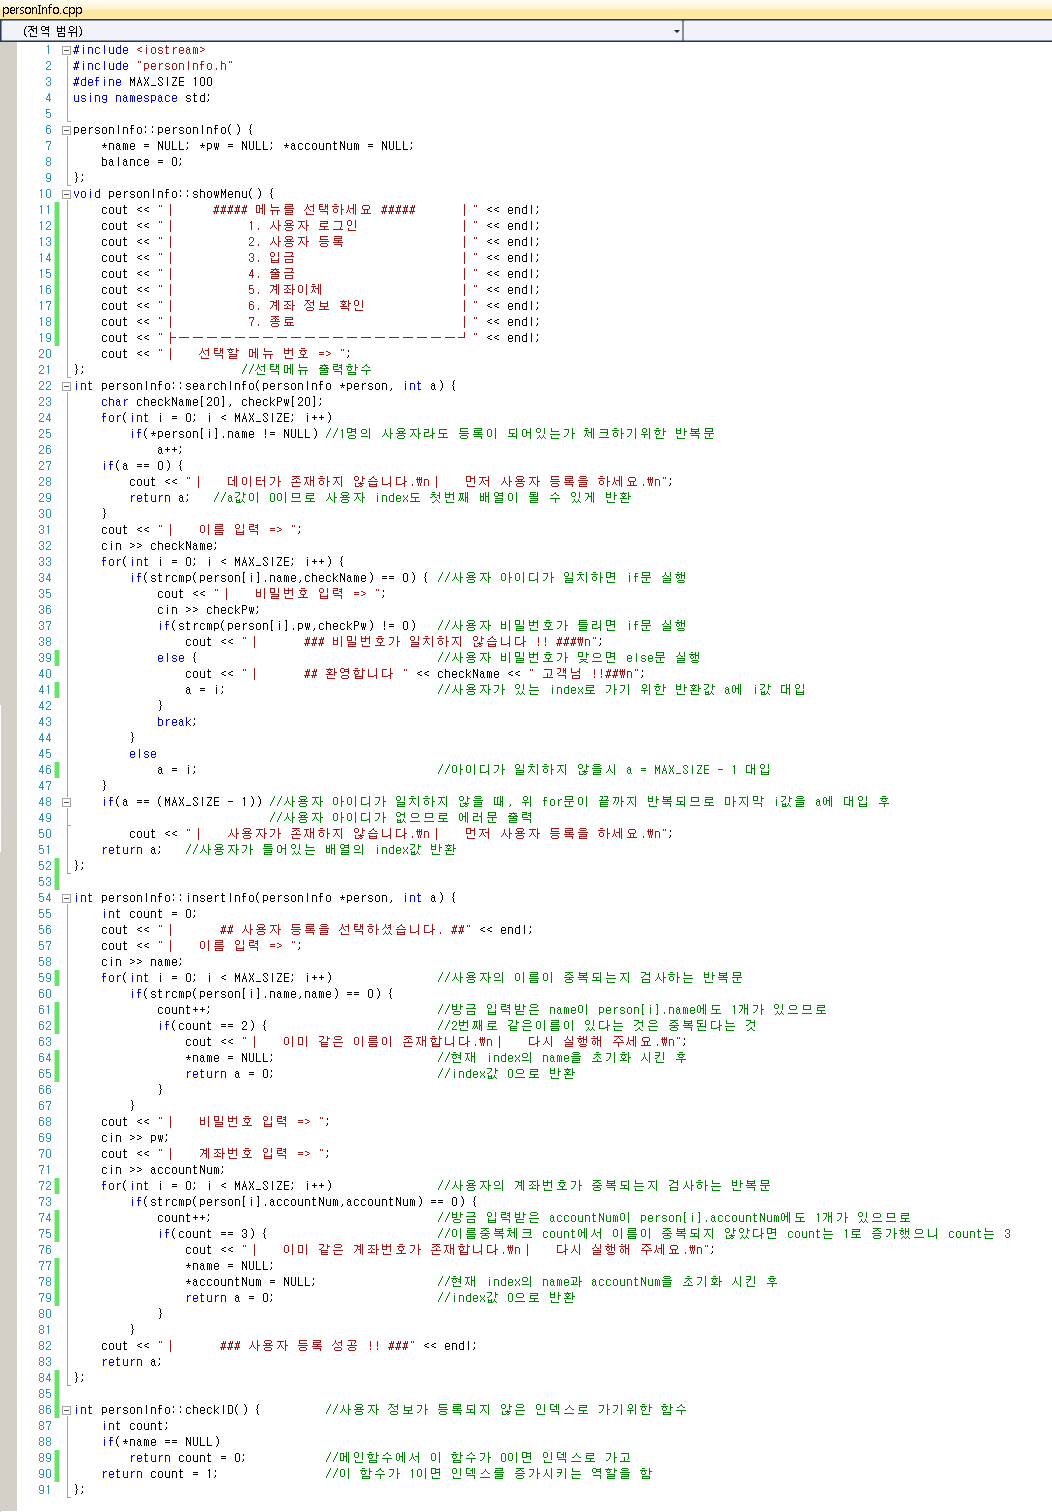 personInfo.cpp
(전역 범위)
1 #include <iostream>
2 #include "personInfo.h"
3 #define MAX_SIZE 100
4 using namespace std;
5
6 personInfo::personInfo() {
7 *name = NULL; *pw = NULL; *accountNum = NULL;
8 balance = 0;
9 };
10 void personInfo::showMenu() {
11 cout << "|      ##### 메뉴를 선택하세요 #####      |" << endl;
12 cout << "|           1. 사용자 로그인               |" << endl;
13 cout << "|           2. 사용자 등록                 |" << endl;
14 cout << "|           3. 입금                        |" << endl;
15 cout << "|           4. 출금                        |" << endl;
16 cout << "|           5. 계좌이체                    |" << endl;
17 cout << "|           6. 계좌 정보 확인              |" << endl;
18 cout << "|           7. 종료                        |" << endl;
19 cout << "├─────────────────────┘" << endl;
20 cout << "|   선택할 메뉴 번호 => ";
21 }; //선택메뉴 출력함수
22 int personInfo::searchInfo(personInfo *person, int a) {
23 char checkName[20], checkPw[20];
24 for(int i = 0; i < MAX_SIZE; i++)
25 if(*person[i].name != NULL) //1명의 사용자라도 등록이 되어있는가 체크하기위한 반복문
26 a++;
27 if(a == 0) {
28 cout << "|   데이터가 존재하지 않습니다.₩n|   먼저 사용자 등록을 하세요.₩n";
29 return a; //a값이 0이므로 사용자 index도 첫번째 배열이 될 수 있게 반환
30 }
31 cout << "|   이름 입력 => ";
32 cin >> checkName;
33 for(int i = 0; i < MAX_SIZE; i++) {
34 if(strcmp(person[i].name,checkName) == 0) { //사용자 아이디가 일치하면 if문 실행
35 cout << "|   비밀번호 입력 => ";
36 cin >> checkPw;
37 if(strcmp(person[i].pw,checkPw) != 0) //사용자 비밀번호가 틀리면 if문 실행
38 cout << "|      ### 비밀번호가 일치하지 않습니다 !! ###₩n";
39 else { //사용자 비밀번호가 맞으면 else문 실행
40 cout << "|      ## 환영합니다 " << checkName << " 고객님 !!##₩n";
41 a = i; //사용자가 있는 index로 가기 위한 반환값 a에 i값 대입
42 }
43 break;
44 }
45 else
46 a = i; //아이디가 일치하지 않을시 a = MAX_SIZE - 1 대입
47 }
48 if(a == (MAX_SIZE - 1)) //사용자 아이디가 일치하지 않을 때, 위 for문이 끝까지 반복되므로 마지막 i값을 a에 대입 후
49 //사용자 아이디가 없으므로 에러문 출력
50 cout << "|   사용자가 존재하지 않습니다.₩n|   먼저 사용자 등록을 하세요.₩n";
51 return a; //사용자가 들어있는 배열의 index값 반환
52 };
53
54 int personInfo::insertInfo(personInfo *person, int a) {
55 int count = 0;
56 cout << "|      ## 사용자 등록을 선택하셨습니다. ##" << endl;
57 cout << "|   이름 입력 => ";
58 cin >> name;
59 for(int i = 0; i < MAX_SIZE; i++) //사용자의 이름이 중복되는지 검사하는 반복문
60 if(strcmp(person[i].name,name) == 0) {
61 count++; //방금 입력받은 name이 person[i].name에도 1개가 있으므로
62 if(count == 2) { //2번째로 같은이름이 있다는 것은 중복된다는 것
63 cout << "|   이미 같은 이름이 존재합니다.₩n|   다시 실행해 주세요.₩n";
64 *name = NULL; //현재 index의 name을 초기화 시킨 후
65 return a = 0; //index값 0으로 반환
66 }
67 }
68 cout << "|   비밀번호 입력 => ";
69 cin >> pw;
70 cout << "|   계좌번호 입력 => ";
71 cin >> accountNum;
72 for(int i = 0; i < MAX_SIZE; i++) //사용자의 계좌번호가 중복되는지 검사하는 반복문
73 if(strcmp(person[i].accountNum,accountNum) == 0) {
74 count++; //방금 입력받은 accountNum이 person[i].accountNum에도 1개가 있으므로
75 if(count == 3) { //이름중복체크 count에서 이름이 중복되지 않았다면 count는 1로 증가했으니 count는 3
76 cout << "|   이미 같은 계좌번호가 존재합니다.₩n|   다시 실행해 주세요.₩n";
77 *name = NULL;
78 *accountNum = NULL; //현재 index의 name과 accountNum을 초기화 시킨 후
79 return a = 0; //index값 0으로 반환
80 }
81 }
82 cout << "|      ### 사용자 등록 성공 !! ###" << endl;
83 return a;
84 };
85
86 int personInfo::checkID() { //사용자 정보가 등록되지 않은 인덱스로 가기위한 함수
87 int count;
88 if(*name == NULL)
89 return count = 0; //메인함수에서 이 함수가 0이면 인덱스로 가고
90 return count = 1; //이 함수가 1이면 인덱스를 증가시키는 역할을 함
91 };